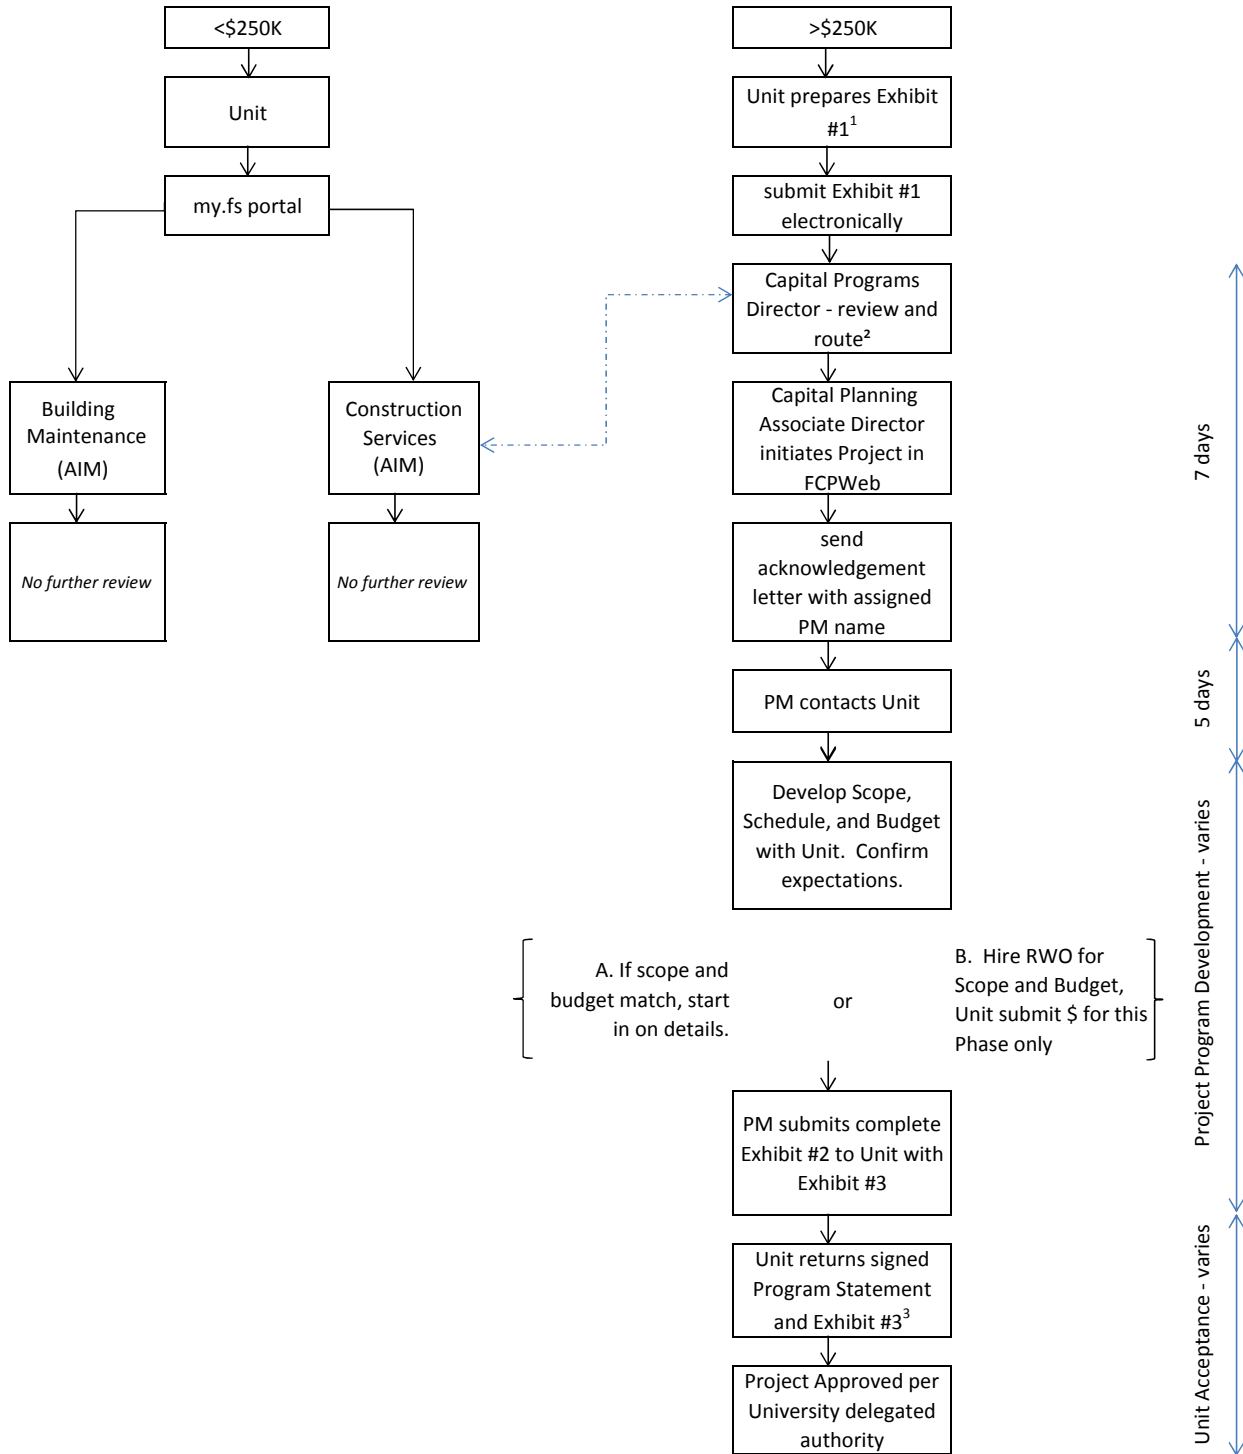 <$250K
Unit
my.fs portal
Building
Maintenance
(AIM)
No further review
Construction
Services
(AIM)
No further review
>$250K
Unit prepares Exhibit
#1¹
submit Exhibit #1
electronically
Capital Programs
Director - review and
route²
Capital Planning
Associate Director
initiates Project in
FCPWeb
send
acknowledgement
letter with assigned
PM name
PM contacts Unit
Develop Scope,
Schedule, and Budget
with Unit.  Confirm
expectations.
A. If scope and
budget match, start
in on details.
or
B.  Hire RWO for
Scope and Budget,
Unit submit $ for this
Phase only
PM submits complete
Exhibit #2 to Unit with
Exhibit #3
Unit returns signed
Program Statement
and Exhibit #3³
Project Approved per
University delegated
authority
7 days
5 days
Project Program Development - varies
Unit Acceptance - varies